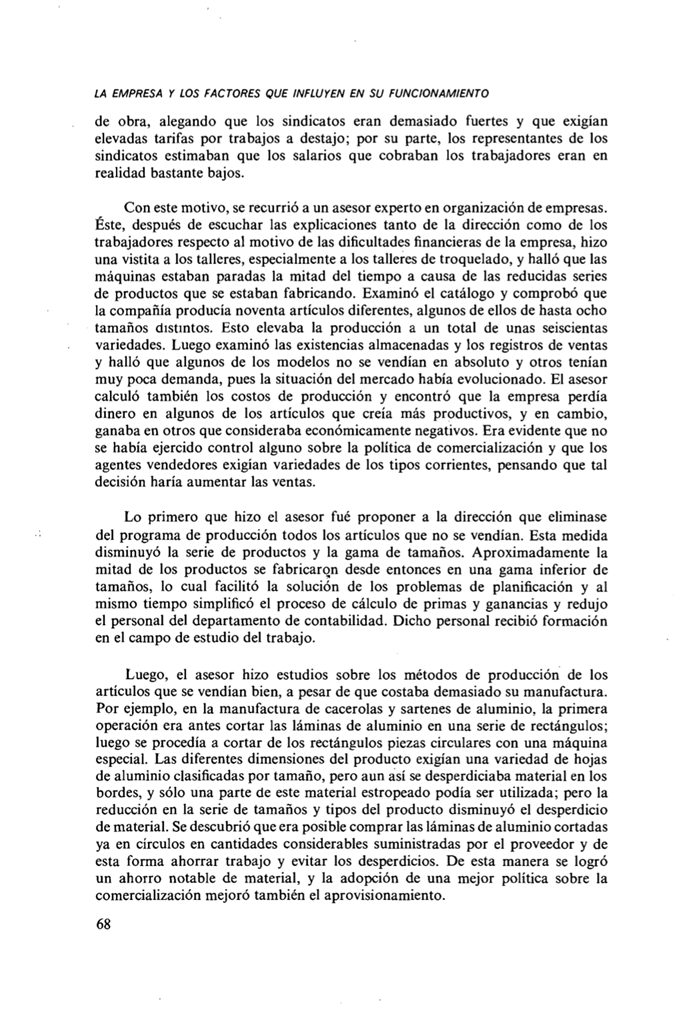 LA EMPRESA Y LOS FACTORES QUE INFLUYEN EN SU FUNCIONAMIENTO
de obra, alegando que los sindicatos eran demasiado fuertes y que exigían
elevadas tarifas por trabajos a destajo; por su parte, los representantes de los
sindicatos estimaban que los salarios que cobraban los trabajadores eran en
realidad bastante bajos.
Con este motivo, se recurrió a un asesor experto en organización de empresas.
Éste, después de escuchar las explicaciones tanto de la dirección como de los
trabajadores respecto al motivo de las dificultades financieras de la empresa, hizo
una vistita a los talleres, especialmente a los talleres de troquelado, y halló que las
máquinas estaban paradas la mitad del tiempo a causa de las reducidas series
de productos que se estaban fabricando. Examinó el catálogo y comprobó que
la compañía producía noventa artículos diferentes, algunos de ellos de hasta ocho
tamaños distintos. Esto elevaba la producción a un total de unas seiscientas
variedades. Luego examinó las existencias almacenadas y los registros de ventas
y halló que algunos de los modelos no se vendían en absoluto y otros tenían
muy poca demanda, pues la situación del mercado había evolucionado. El asesor
calculó también los costos de producción y encontró que la empresa perdía
dinero en algunos de los artículos que creía más productivos, y en cambio,
ganaba en otros que consideraba económicamente negativos. Era evidente que no
se había ejercido control alguno sobre la política de comercialización y que los
agentes vendedores exigían variedades de los tipos corrientes, pensando que tal
decisión haría aumentar las ventas.
Lo primero que hizo el asesor fué proponer a la dirección que eliminase
del programa de producción todos los artículos que no se vendían. Esta medida
disminuyó la serie de productos y la gama de tamaños. Aproximadamente la
mitad de los productos se fabricaron desde entonces en una gama inferior de
tamaños, lo cual facilitó la solución de los problemas de planificación y al
mismo tiempo simplificó el proceso de cálculo de primas y ganancias y redujo
el personal del departamento de contabilidad. Dicho personal recibió formación
en el campo de estudio del trabajo.
Luego, el asesor hizo estudios sobre los métodos de producción de los
artículos que se vendían bien, a pesar de que costaba demasiado su manufactura.
Por ejemplo, en la manufactura de cacerolas y sartenes de aluminio, la primera
operación era antes cortar las láminas de aluminio en una serie de rectángulos;
luego se procedía a cortar de los rectángulos piezas circulares con una máquina
especial. Las diferentes dimensiones del producto exigían una variedad de hojas
de aluminio clasificadas por tamaño, pero aun así se desperdiciaba material en los
bordes, y sólo una parte de este material estropeado podía ser utilizada; pero la
reducción en la serie de tamaños y tipos del producto disminuyó el desperdicio
de material. Se descubrió que era posible comprar las láminas de aluminio cortadas
ya en círculos en cantidades considerables suministradas por el proveedor y de
esta forma ahorrar trabajo y evitar los desperdicios. De esta manera se logró
un ahorro notable de material, y la adopción de una mejor política sobre la
comercialización mejoró también el aprovisionamiento.
68